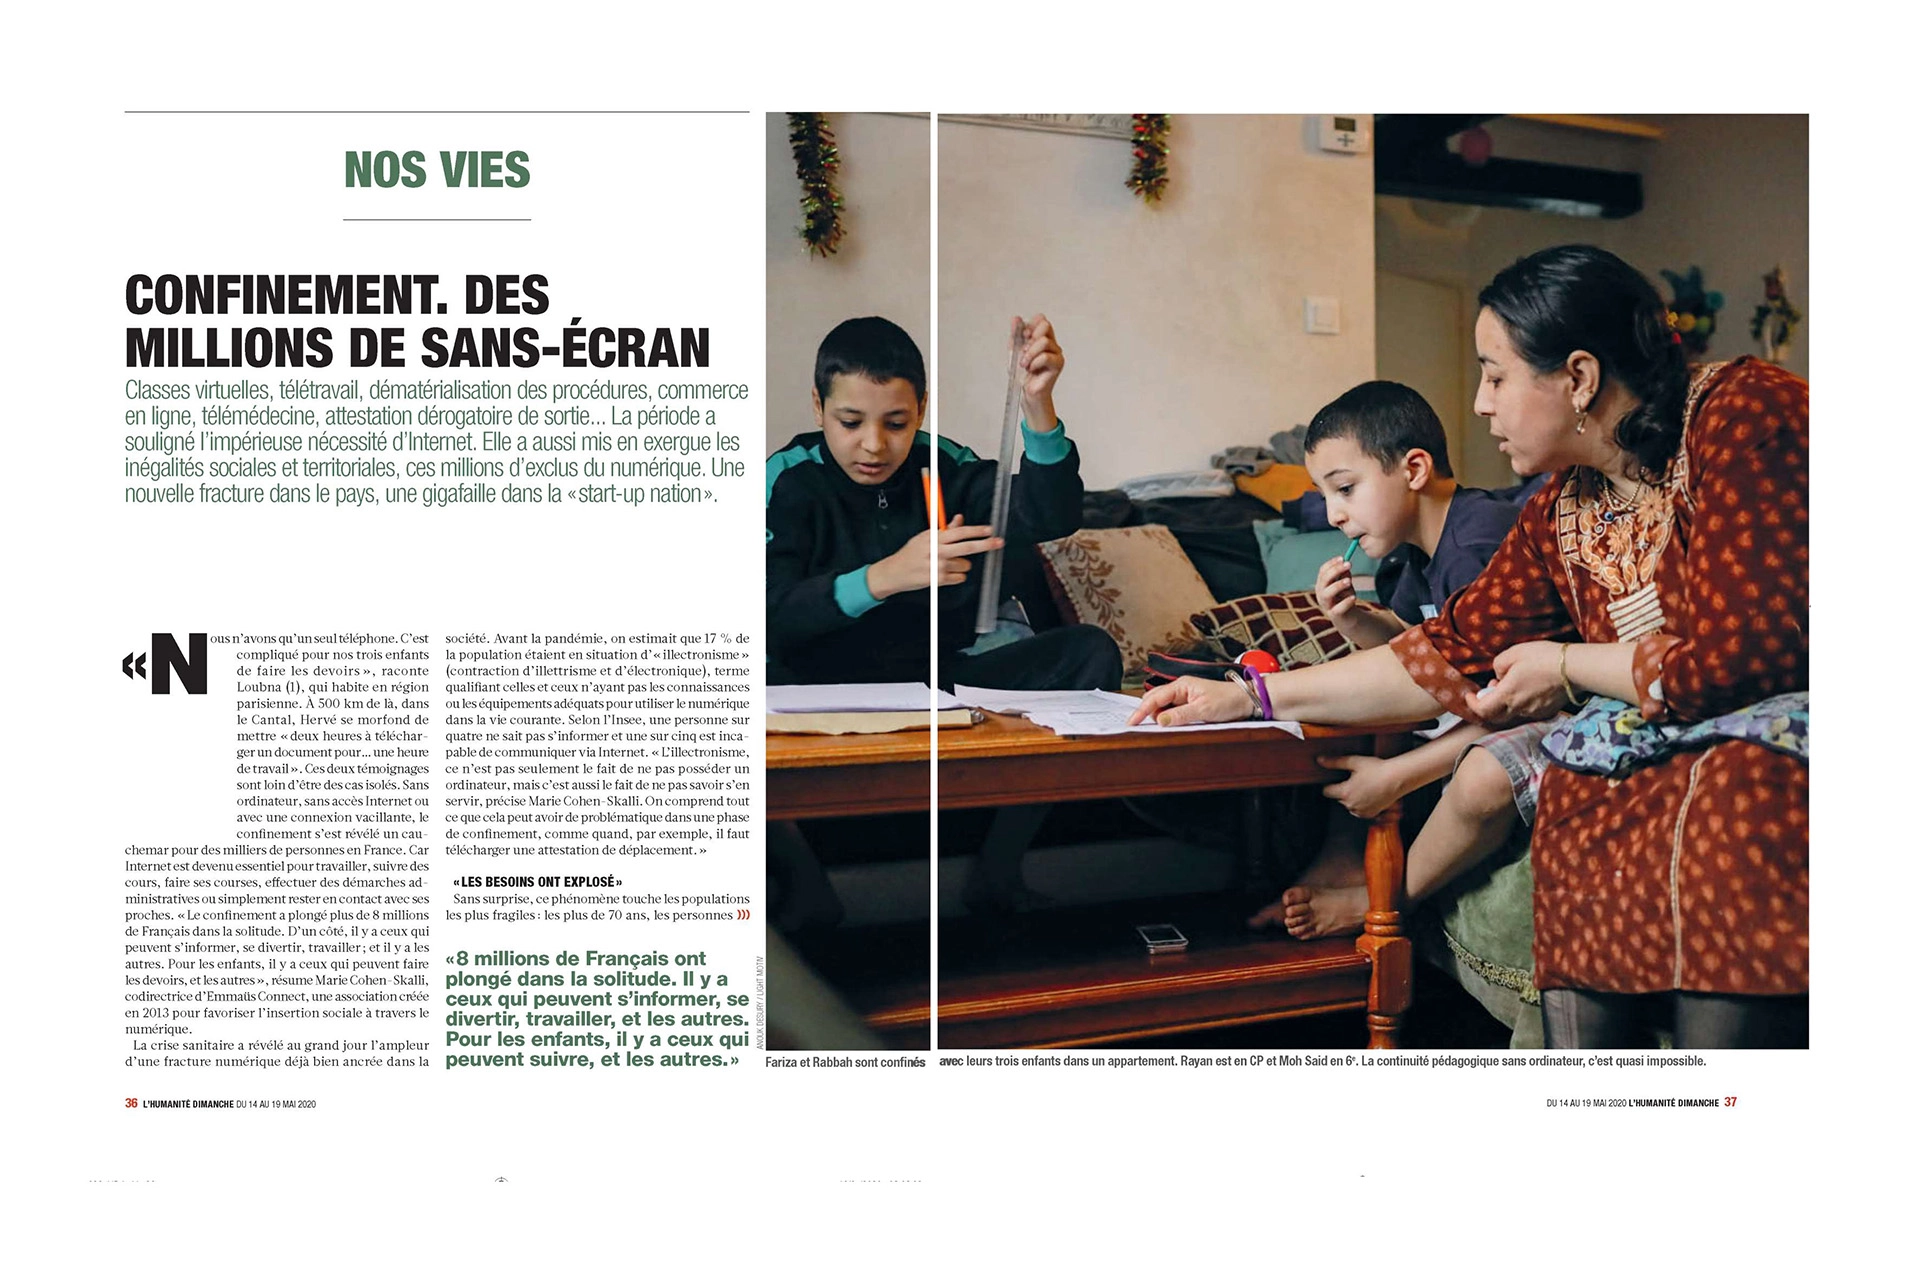 NOS VIES
CONFINEMENT. DES
MILLIONS DE SANS-ÉCRAN
Classes virtuelles, télétravail, dématérialisation des procédures, commerce
en ligne, télémédecine, attestation dérogatoire de sortie... La période a
souligné l'impérieuse nécessité d'Internet. Elle a aussi mis en exergue les
inégalités sociales et territoriales, ces millions d'exclus du numérique. Une
nouvelle fracture dans le pays, une gigafaille dans la «start-up nation».
«Nous n'avons qu'un seul téléphone. C'est
compliqué pour nos trois enfants
de faire les devoirs», raconte
Loubna (1), qui habite en région
parisienne. À 500 km de là, dans
le Cantal, Hervé se morfond de
mettre «deux heures à téléchar-
ger un document pour... une heure
de travail». Ces deux témoignages
sont loin d'être des cas isolés. Sans
ordinateur, sans accès Internet ou
avec une connexion vacillante, le
confinement s'est révélé un cau-
chemar pour des milliers de personnes en France. Car
Internet est devenu essentiel pour travailler, suivre des
cours, faire ses courses, effectuer des démarches ad-
ministratives ou simplement rester en contact avec ses
proches. «Le confinement a plongé plus de 8 millions
de Français dans la solitude. D'un côté, il y a ceux qui
peuvent s'informer, se divertir, travailler; et il y a les
autres. Pour les enfants, il y a ceux qui peuvent faire
les devoirs, et les autres», résume Marie Cohen-Skalli,
codirectrice d'Emmaüs Connect, une association créée
en 2013 pour favoriser l'insertion sociale à travers le
numérique.
La crise sanitaire a révélé au grand jour l'ampleur
d'une fracture numérique déjà bien ancrée dans la
société. Avant la pandémie, on estimait que 17 % de
la population étaient en situation d'«illectronisme»
(contraction d'illettrisme et d'électronique), terme
qualifiant celles et ceux n'ayant pas les connaissances
ou les équipements adéquats pour utiliser le numérique
dans la vie courante. Selon l'Insee, une personne sur
quatre ne sait pas s'informer et une sur cinq est inca-
pable de communiquer via Internet. «L'illectronisme,
ce n'est pas seulement le fait de ne pas posséder un
ordinateur, mais c'est aussi le fait de ne pas savoir s'en
servir, précise Marie Cohen-Skalli. On comprend tout
ce que cela peut avoir de problématique dans une phase
de confinement, comme quand, par exemple, il faut
télécharger une attestation de déplacement.»
«LES BESOINS ONT EXPLOSÉ»
Sans surprise, ce phénomène touche les populations
les plus fragiles: les plus de 70 ans, les personnes )))
«8 millions de Français ont
plongé dans la solitude. Il y a
ceux qui peuvent s'informer, se
divertir, travailler, et les autres.
Pour les enfants, il y a ceux qui
peuvent suivre, et les autres.»
ANOUK DESURY / LIGHT MOTIV
Fariza et Rabbah sont confinés avec leurs trois enfants dans un appartement. Rayan est en CP et Moh Said en 6e. La continuité pédagogique sans ordinateur, c'est quasi impossible.
36 L'HUMANITÉ DIMANCHE DU 14 AU 19 MAI 2020
DU 14 AU 19 MAI 2020 L'HUMANITÉ DIMANCHE 37